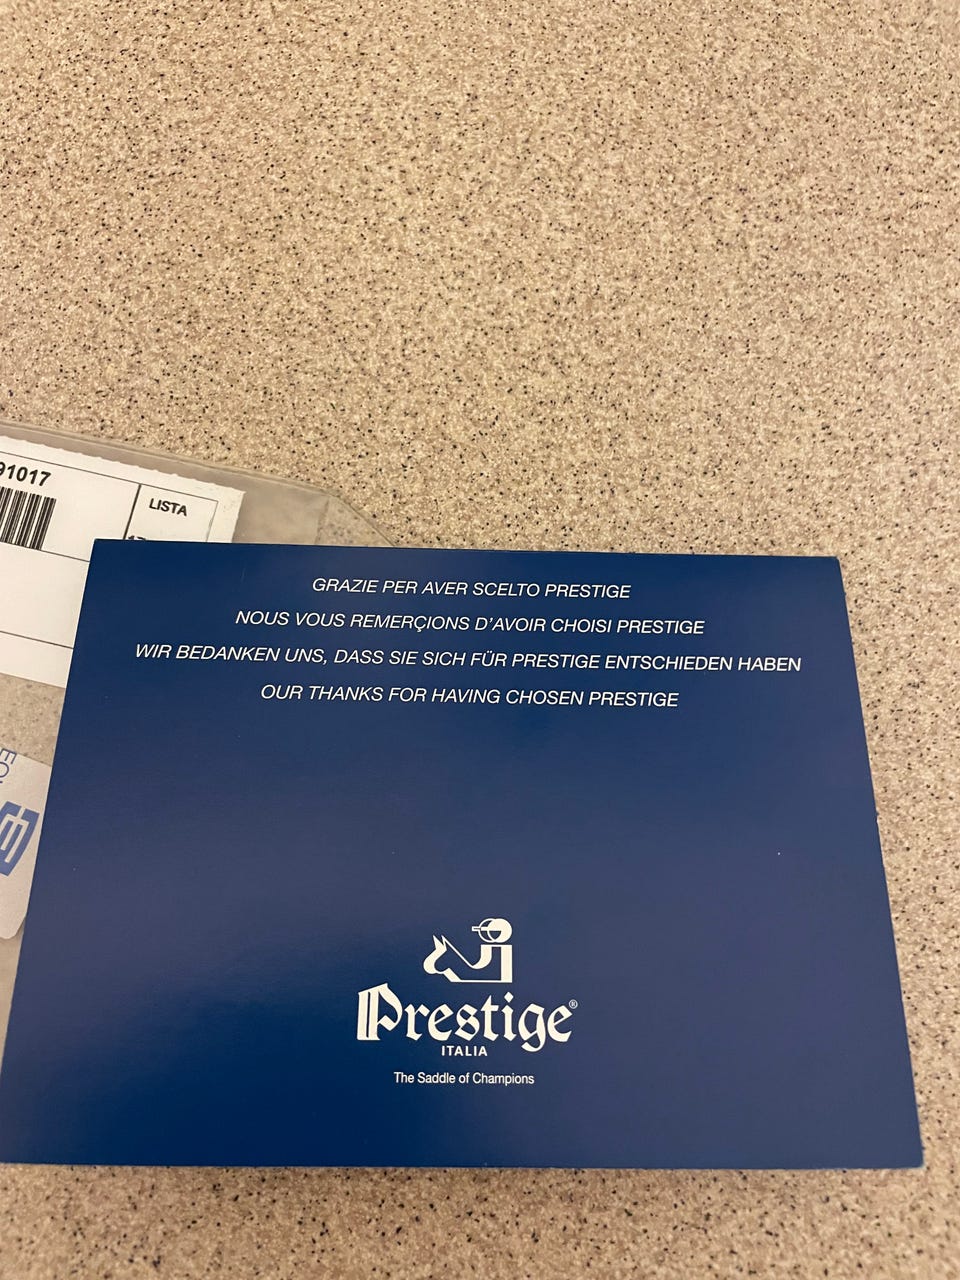 91017
LISTA
GRAZIE PER AVER SCELTO PRESTIGE
NOUS VOUS REMERÇIONS D'AVOIR CHOISI PRESTIGE
WIR BEDANKEN UNS, DASS SIE SICH FÜR PRESTIGE ENTSCHIEDEN HABEN
OUR THANKS FOR HAVING CHOSEN PRESTIGE
Prestige®
ITALIA
The Saddle of Champions